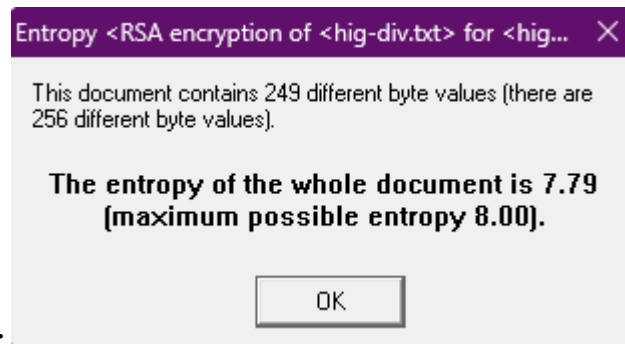 Entropy <RSA encryption of <hig-div.txt> for <hig...
This document contains 249 different byte values (there are
256 different byte values).
The entropy of the whole document is 7.79
(maximum possible entropy 8.00).
OK